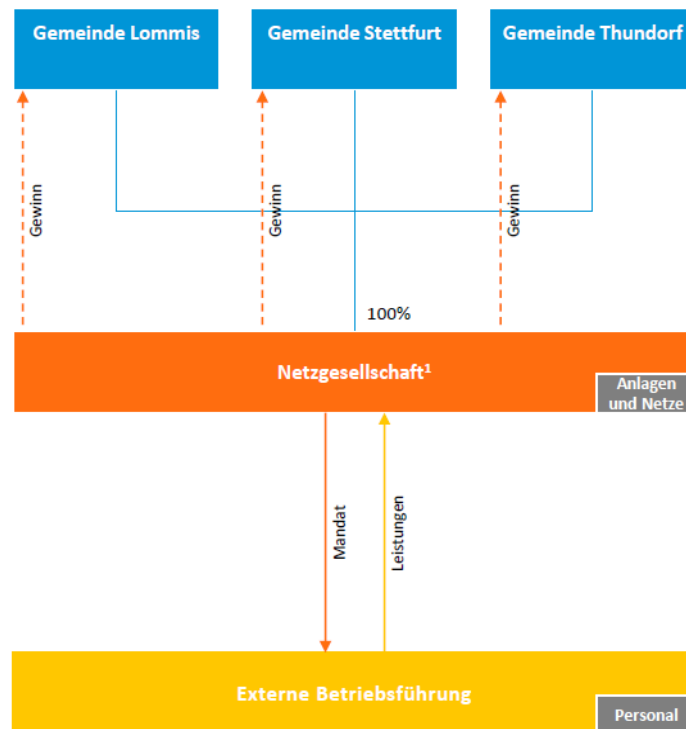 Gemeinde Lommis
Gemeinde Stettfurt
Gemeinde Thundorf
Gewinn
Gewinn
Gewinn
100%
Netzgesellschaft¹
Anlagen
und Netze
Mandat
Leistungen
Externe Betriebsführung
Personal